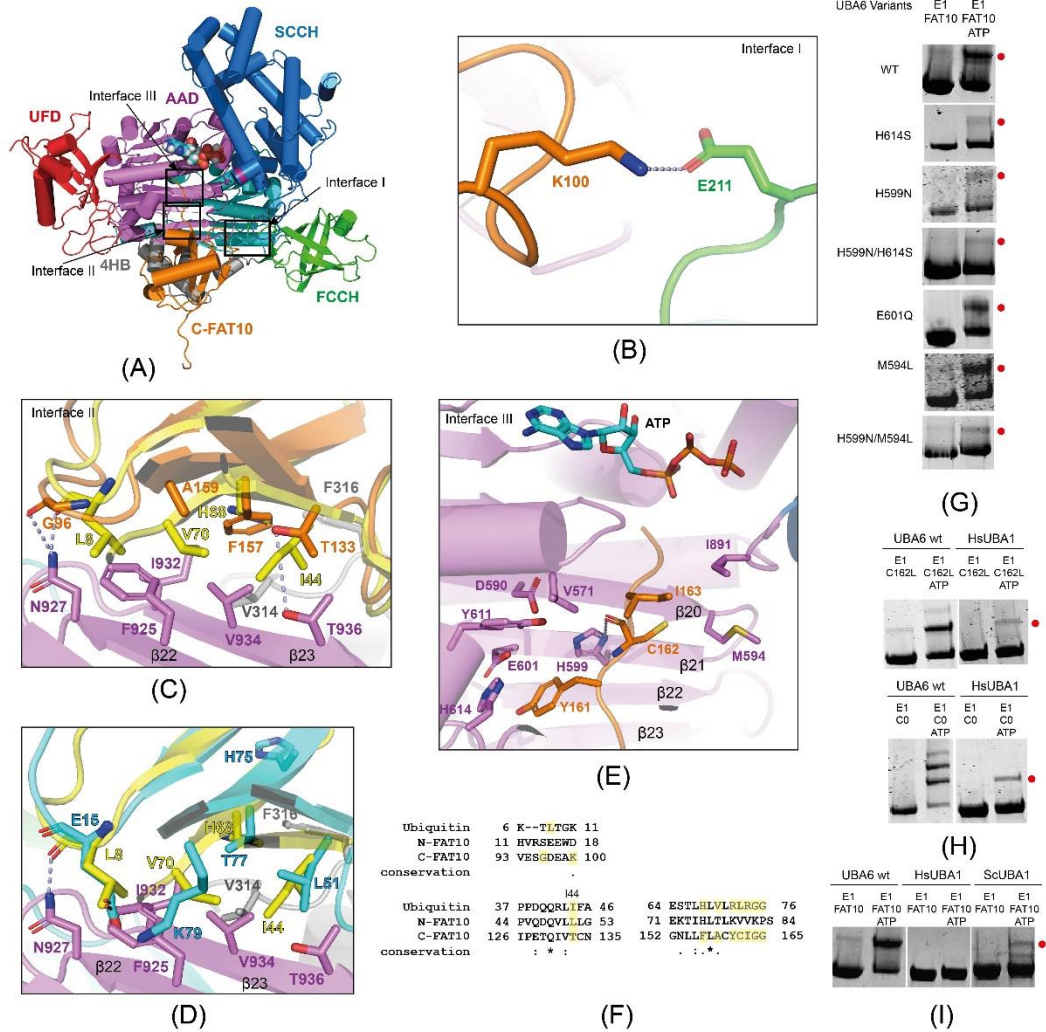 SCCH
Interface III
AAD
UFD
Interface I
Interface II
4HB
FCCH
C-FAT10
(A)
Interface I
K100
E211
(B)
Interface II
F316
A159
G96
H68
L8
V70
F157
T133
I932
I44
N927
V314
F925
V934
T936
β22
β23
(C)
H75
E15
F316
L8
H68
V70
T77
I932
V314
L51
I44
N927
K79
β22
F925
V934
T936
β23
(D)
Interface III
ATP
I891
D590
V571
I163
β20
Y611
C162
E601
H599
β21
M594
H614
β22
Y161
β23
(E)
Ubiquitin 6 K--TLTGK 11
N-FAT10 11 HVRSEEWD 18
C-FAT10 93 VESGDEAK 100
conservation .
I44
Ubiquitin 37 PPDQQRLIFA 46 64 ESTLHLVLRLRGG 76
N-FAT10 44 VPVQDQVLLLG 53 71 EKTIHLTLKVVKPS 84
C-FAT10 126 IPETQIVTCN 135 152 GNLLFLACYCIGG 165
conservation : * : . :.*
(F)
UBA6 Variants
E1 FAT10
E1 FAT10 ATP
WT
H614S
H599N
H599N/H614S
E601Q
M594L
H599N/M594L
(G)
UBA6 wt HsUBA1
E1 C162L
E1 C162L ATP
E1 C162L
E1 C162L ATP
UBA6 wt HsUBA1
E1 C0
E1 C0 ATP
E1 C0
E1 C0 ATP
(H)
UBA6 wt HsUBA1 ScUBA1
E1 FAT10
E1 FAT10 ATP
E1 FAT10
E1 FAT10 ATP
E1 FAT10
E1 FAT10 ATP
(I)